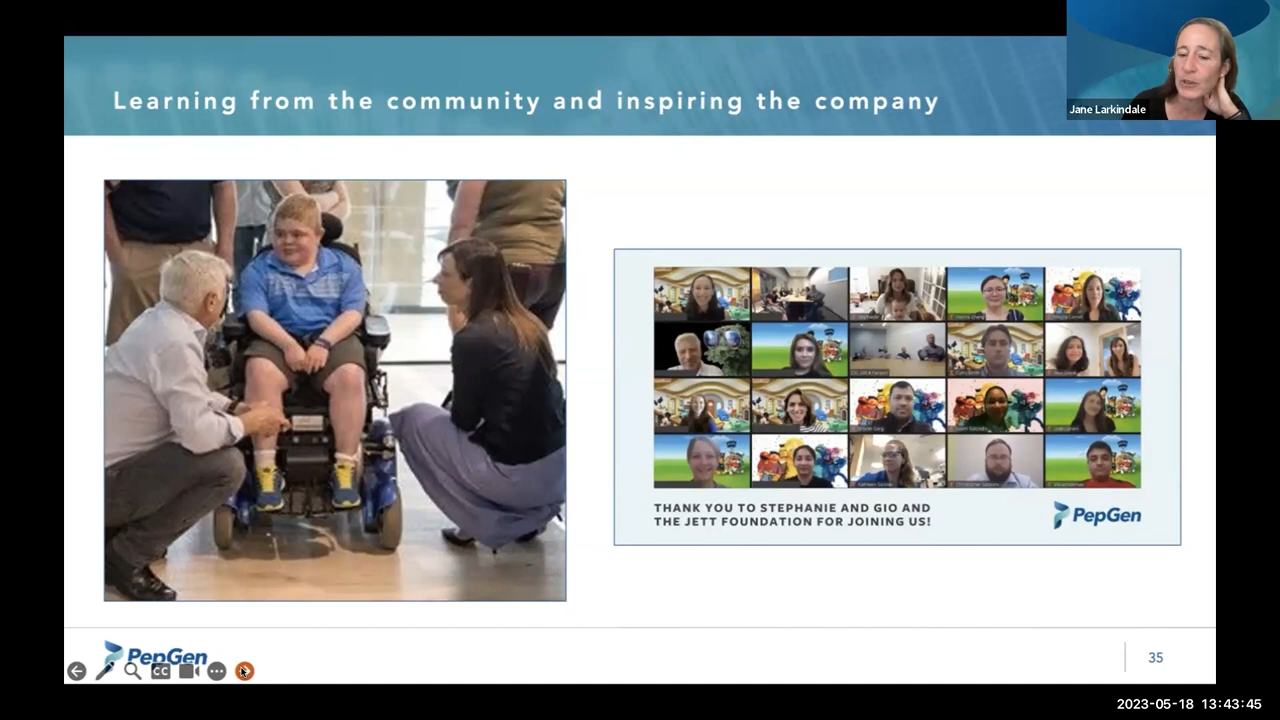 Learning from the community and inspiring the company
Jane Larkindale
THANK YOU TO STEPHANIE AND GIO AND
THE JETT FOUNDATION FOR JOINING US!
PepGen
PepGen
CC
35
2023-05-18 13:43:45